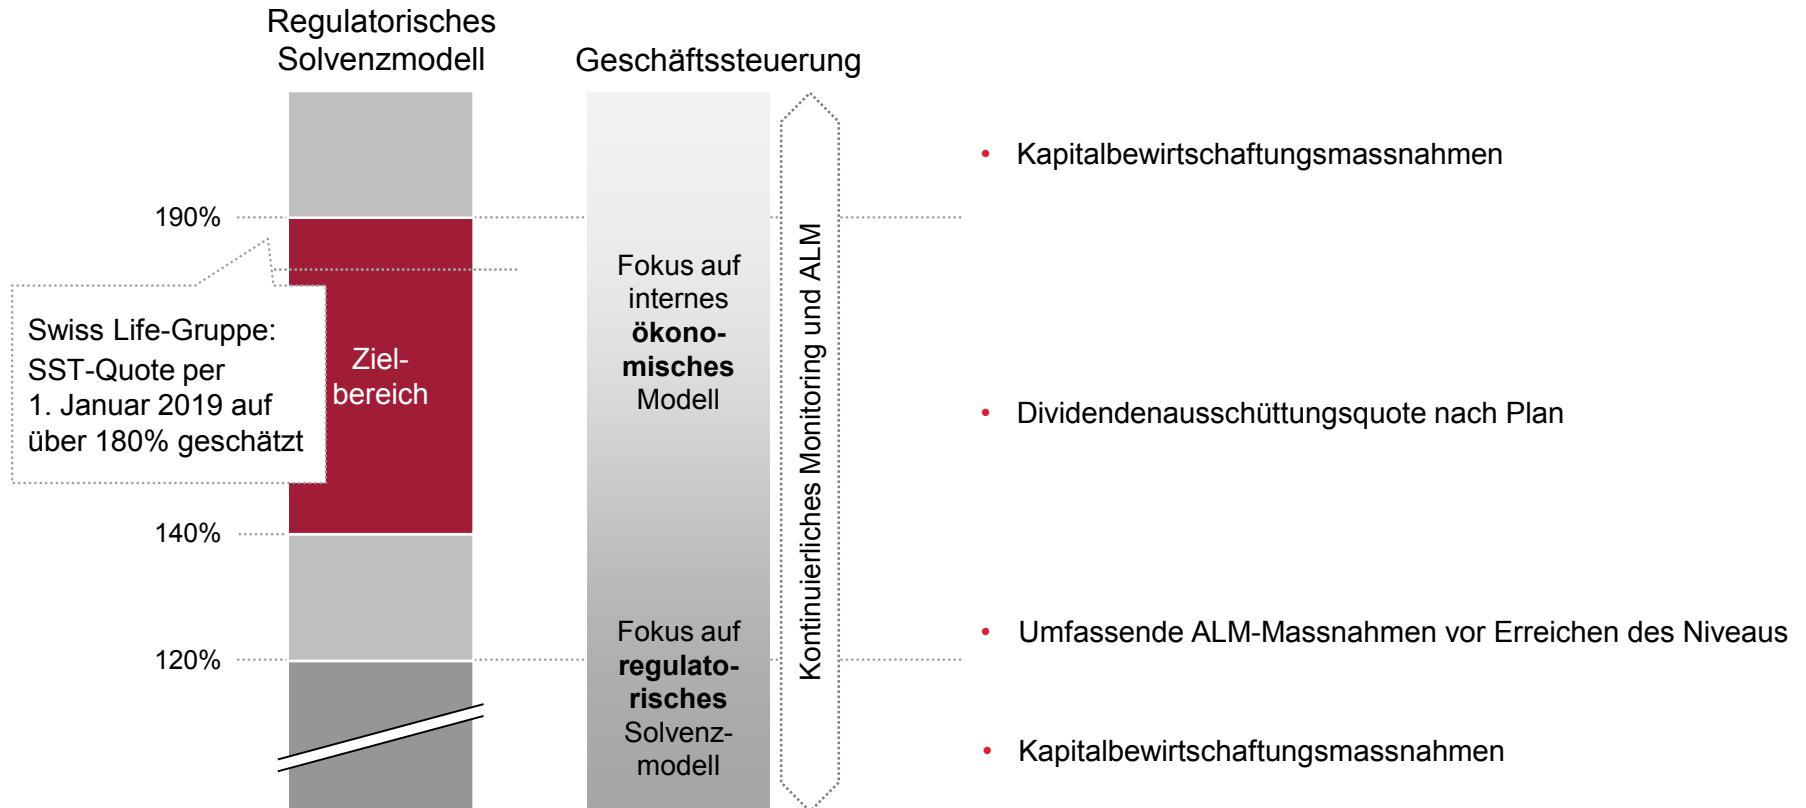 Regulatorisches
Solvenzmodell
Geschäftssteuerung
190%
140%
120%
Swiss Life-Gruppe:
SST-Quote per
1. Januar 2019 auf
über 180% geschätzt
Ziel-
bereich
Fokus auf
internes
ökono-
misches
Modell
Fokus auf
regulato-
risches
Solvenz-
modell
Kontinuierliches Monitoring und ALM
• Kapitalbewirtschaftungsmassnahmen
• Dividendenausschüttungsquote nach Plan
• Umfassende ALM-Massnahmen vor Erreichen des Niveaus
• Kapitalbewirtschaftungsmassnahmen